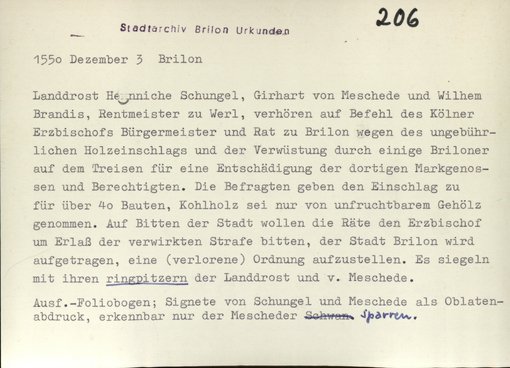 Stadtarchiv Brilon Urkunden
206
155o Dezember 3 Brilon
Landdrost Hennniche Schungel, Girhart von Meschede und Wilhem
Brandis, Rentmeister zu Werl, verhören auf Befehl des Kölner
Erzbischofs Bürgermeister und Rat zu Brilon wegen des ungebühr-
lichen Holzeinschlags und der Verwüstung durch einige Briloner
auf dem Treisen für eine Entschädigung der dortigen Markgenos-
sen und Berechtigten. Die Befragten geben den Einschlag zu
für über 4o Bauten, Kohlholz sei nur von unfruchtbarem Gehölz
genommen. Auf Bitten der Stadt wollen die Räte den Erzbischof
um Erlaß der verwirkten Strafe bitten, der Stadt Brilon wird
aufgetragen, eine (verlorene) Ordnung aufzustellen. Es siegeln
mit ihren ringpitzern der Landdrost und v. Meschede.
Ausf.-Foliobogen; Signete von Schungel und Meschede als Oblaten-
abdruck, erkennbar nur der Mescheder Schwan. Sparren.